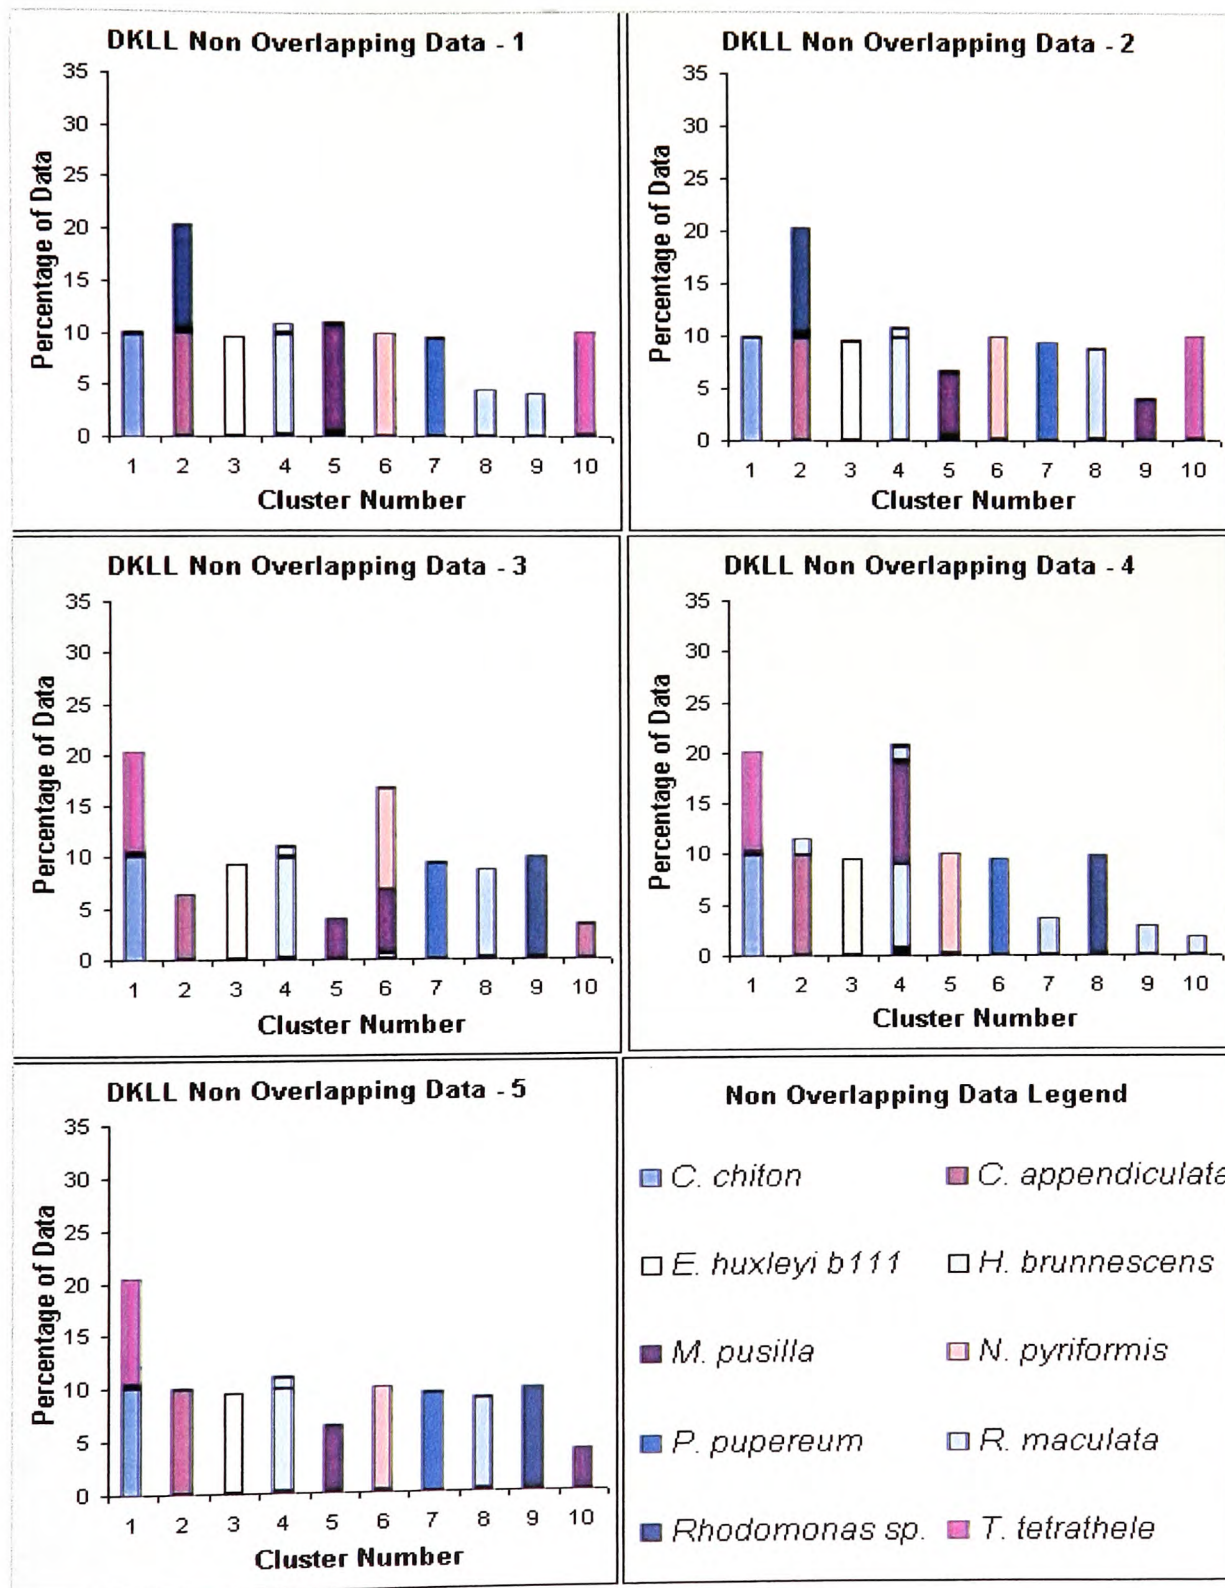 DKLL Non Overlapping Data - 1
35
30
25
20
15
10
5
0
Percentage of Data
1 2 3 4 5 6 7 8 9 10
Cluster Number
DKLL Non Overlapping Data - 2
35
30
25
20
15
10
5
0
Percentage of Data
1 2 3 4 5 6 7 8 9 10
Cluster Number
DKLL Non Overlapping Data - 3
35
30
25
20
15
10
5
0
Percentage of Data
1 2 3 4 5 6 7 8 9 10
Cluster Number
DKLL Non Overlapping Data - 4
35
30
25
20
15
10
5
0
Percentage of Data
1 2 3 4 5 6 7 8 9 10
Cluster Number
DKLL Non Overlapping Data - 5
35
30
25
20
15
10
5
0
Percentage of Data
1 2 3 4 5 6 7 8 9 10
Cluster Number
Non Overlapping Data Legend
C. chiton C. appendiculata
E. huxleyi b111 H. brunnescens
M. pusilla N. pyriformis
P. pupereum R. maculata
Rhodomonas sp. T. tetrathele